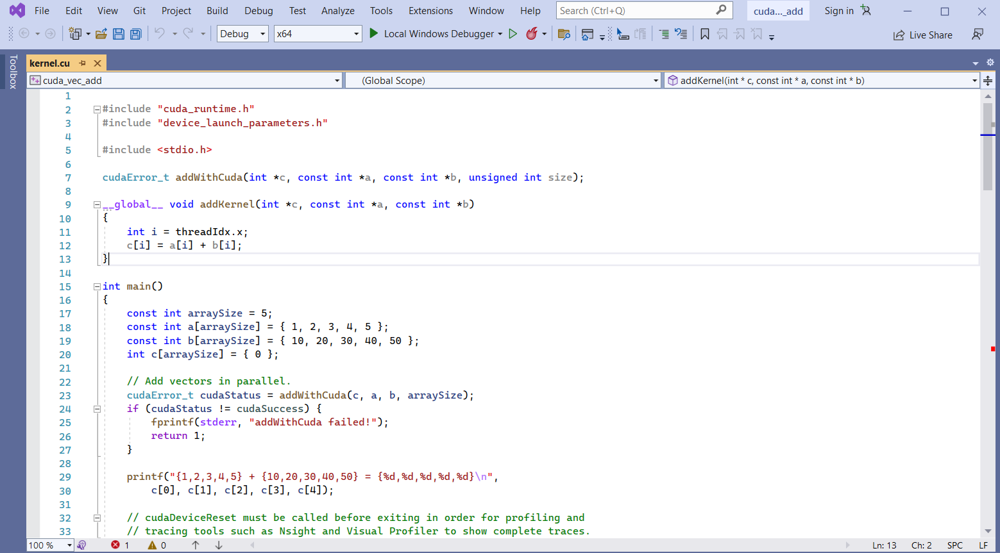 File Edit View Git Project Build Debug Test Analyze Tools Extensions Window Help Search (Ctrl+Q) cuda..._add Sign in
Debug x64 Local Windows Debugger Live Share
Toolbox
kernel.cu
cuda_vec_add (Global Scope) addKernel(int * c, const int * a, const int * b)
1
2 #include "cuda_runtime.h"
3 #include "device_launch_parameters.h"
4
5 #include <stdio.h>
6
7 cudaError_t addWithCuda(int *c, const int *a, const int *b, unsigned int size);
8
9 __global__ void addKernel(int *c, const int *a, const int *b)
10 {
11     int i = threadIdx.x;
12     c[i] = a[i] + b[i];
13 }
14
15 int main()
16 {
17     const int arraySize = 5;
18     const int a[arraySize] = { 1, 2, 3, 4, 5 };
19     const int b[arraySize] = { 10, 20, 30, 40, 50 };
20     int c[arraySize] = { 0 };
21
22     // Add vectors in parallel.
23     cudaError_t cudaStatus = addWithCuda(c, a, b, arraySize);
24     if (cudaStatus != cudaSuccess) {
25         fprintf(stderr, "addWithCuda failed!");
26         return 1;
27     }
28
29     printf("{1,2,3,4,5} + {10,20,30,40,50} = {%d,%d,%d,%d,%d}\n",
30         c[0], c[1], c[2], c[3], c[4]);
31
32     // cudaDeviceReset must be called before exiting in order for profiling and
33     // tracing tools such as Nsight and Visual Profiler to show complete traces.
100 % 1 0 Ln: 13 Ch: 2 SPC LF